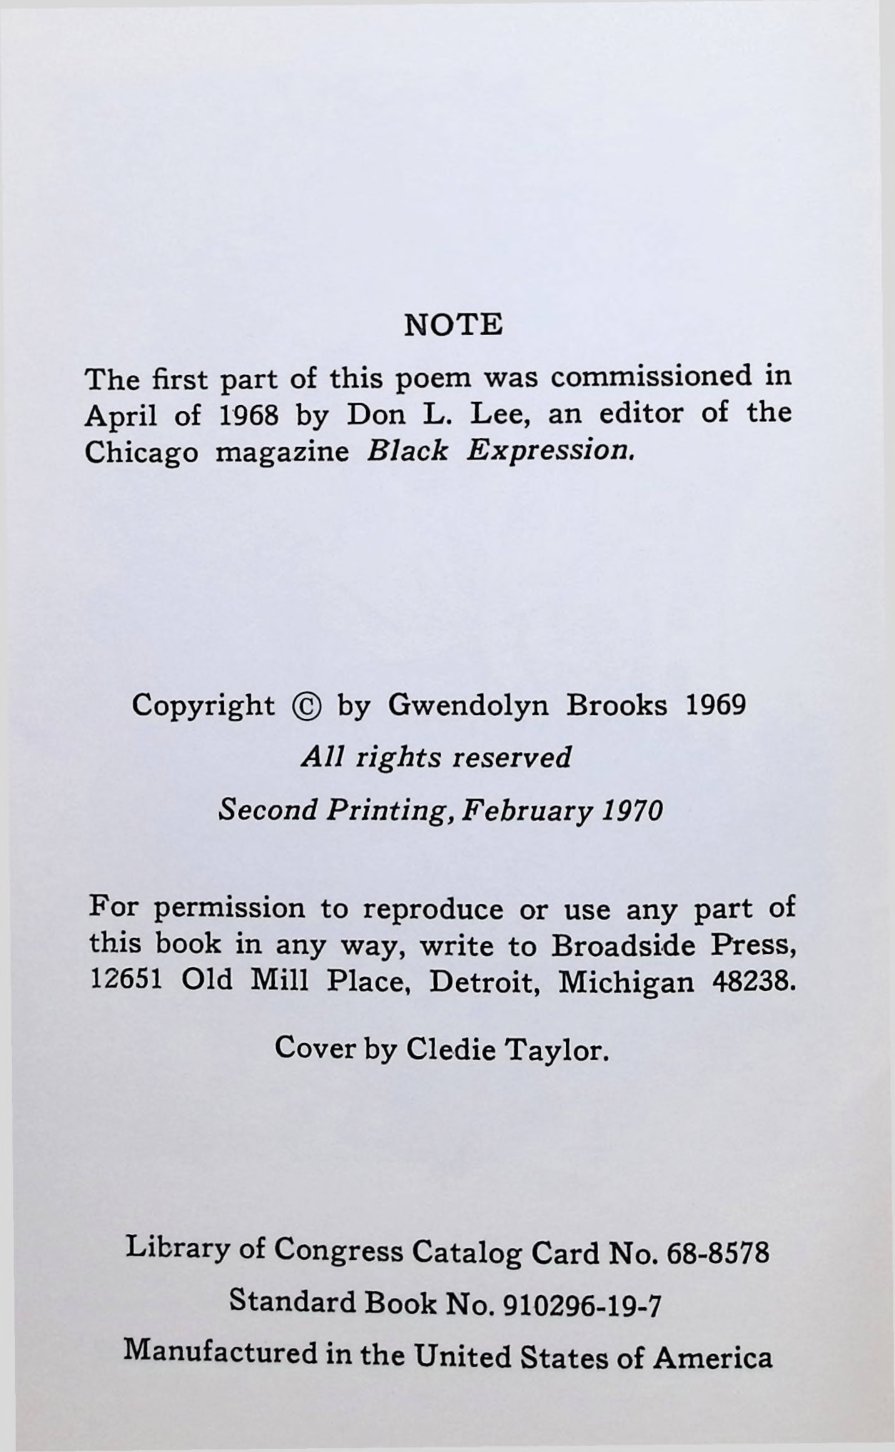 NOTE
The first part of this poem was commissioned in
April of 1968 by Don L. Lee, an editor of the
Chicago magazine Black Expression.
Copyright © by Gwendolyn Brooks 1969
All rights reserved
Second Printing, February 1970
For permission to reproduce or use any part of
this book in any way, write to Broadside Press,
12651 Old Mill Place, Detroit, Michigan 48238.
Cover by Cledie Taylor.
Library of Congress Catalog Card No. 68-8578
Standard Book No. 910296-19-7
Manufactured in the United States of America